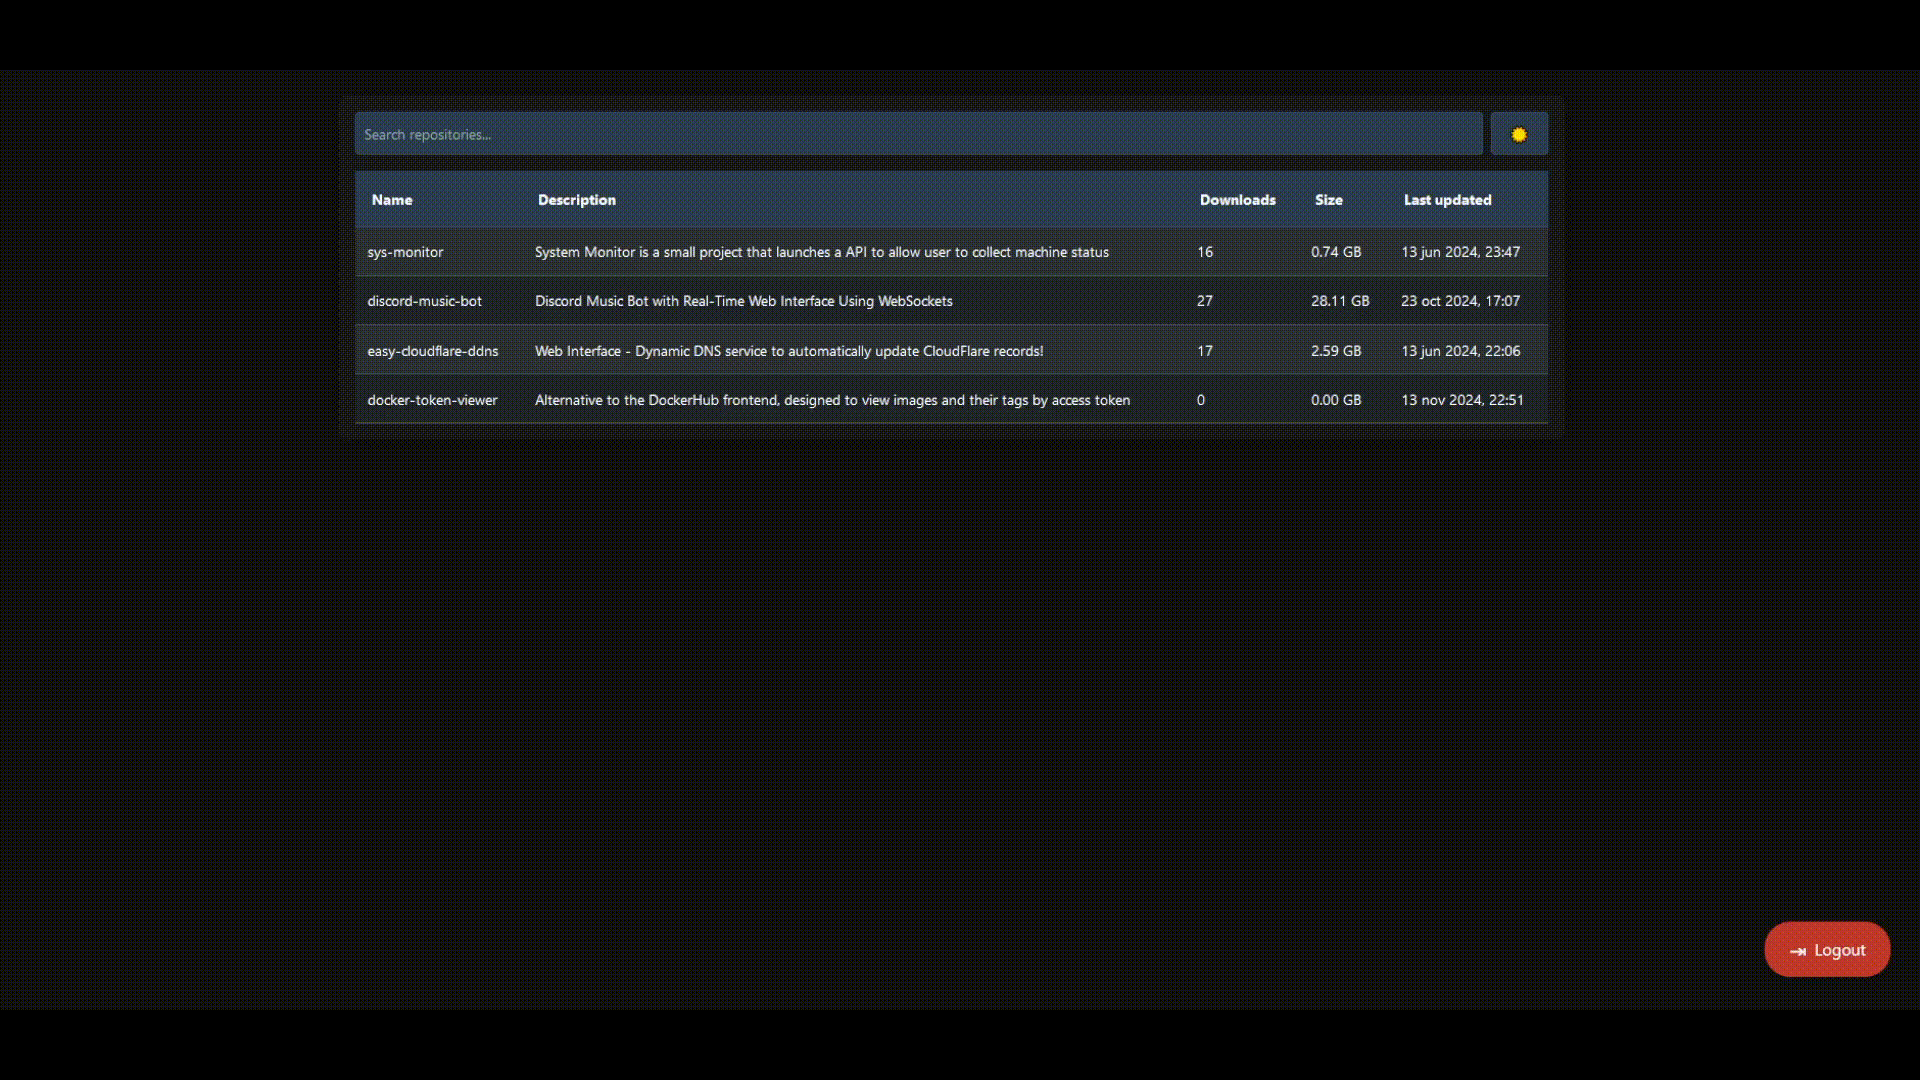 Search repositories...
Name Description Downloads Size Last updated
sys-monitor System Monitor is a small project that launches a API to allow user to collect machine status 16 0.74 GB 13 jun 2024, 23:47
discord-music-bot Discord Music Bot with Real-Time Web Interface Using WebSockets 27 28.11 GB 23 oct 2024, 17:07
easy-cloudflare-ddns Web Interface - Dynamic DNS service to automatically update CloudFlare records! 17 2.59 GB 13 jun 2024, 22:06
docker-token-viewer Alternative to the DockerHub frontend, designed to view images and their tags by access token 0 0.00 GB 13 nov 2024, 22:51
Logout